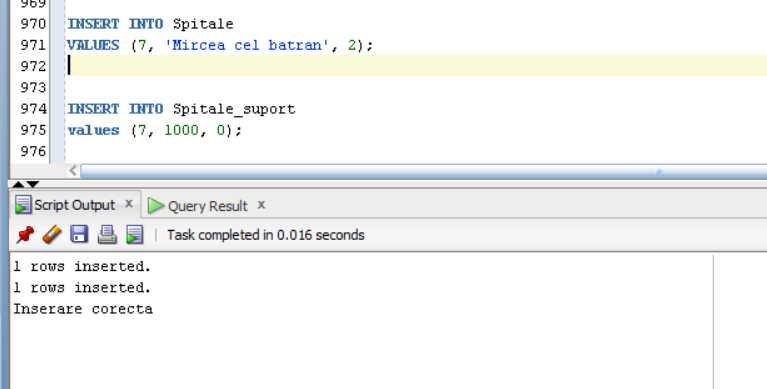 969
970 INSERT INTO Spitale
971 VALUES (7, 'Mircea cel batran', 2);
972
973
974 INSERT INTO Spitale_suport
975 values (7, 1000, 0);
976
Script Output x Query Result x
Task completed in 0.016 seconds
1 rows inserted.
1 rows inserted.
Inserare corecta